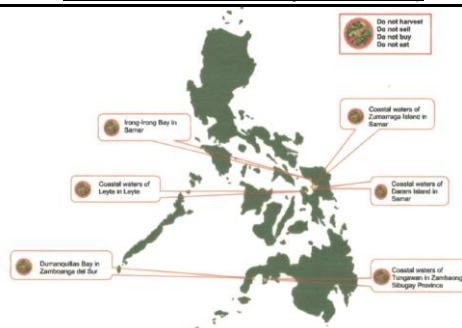 Do not harvest
Do not sell
Do not buy
Do not eat
Irong-Irong Bay in
Samar
Coastal waters of
Zumarraga Island in
Samar
Coastal waters of
Leyte in Leyte
Coastal waters of
Daram Island in
Samar
Dumanquillas Bay in
Zamboanga del Sur
Coastal waters of
Tungawan in Zamboanga
Sibugay Province